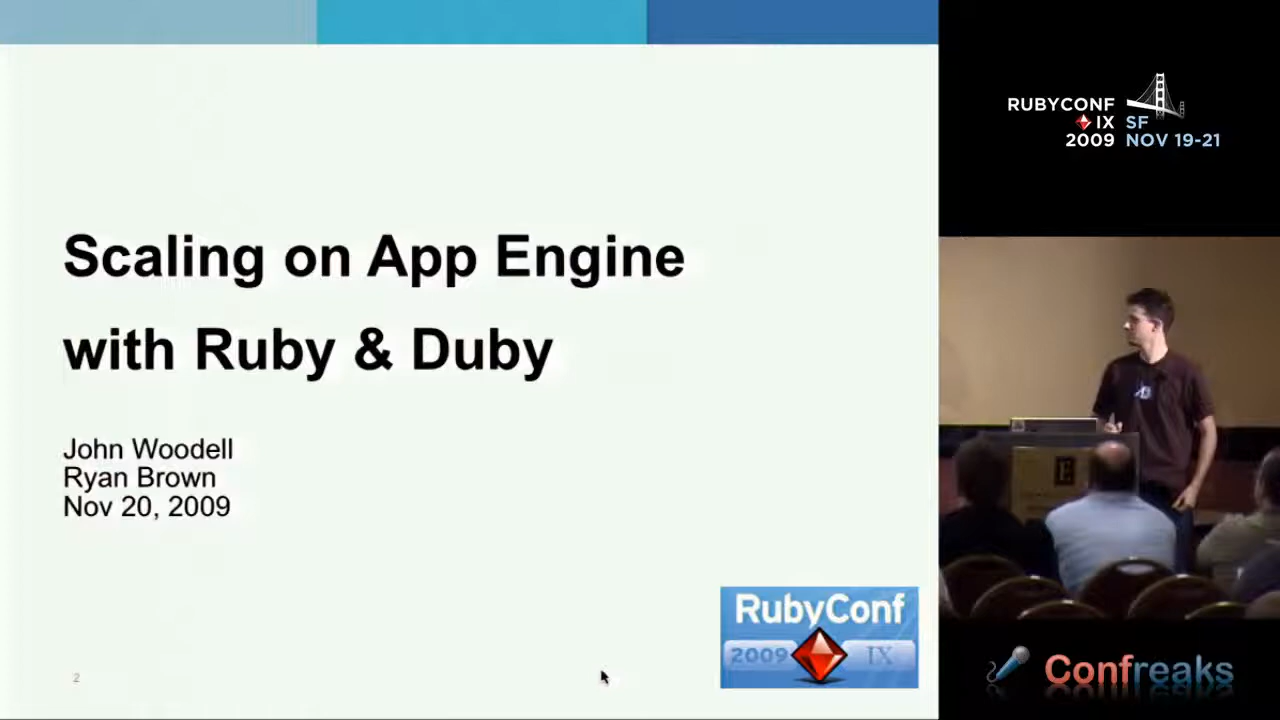 Scaling on App Engine
with Ruby & Duby
John Woodell
Ryan Brown
Nov 20, 2009
2
RubyConf
2009 IX
RUBYCONF
IX SF
2009 NOV 19-21
Confreaks